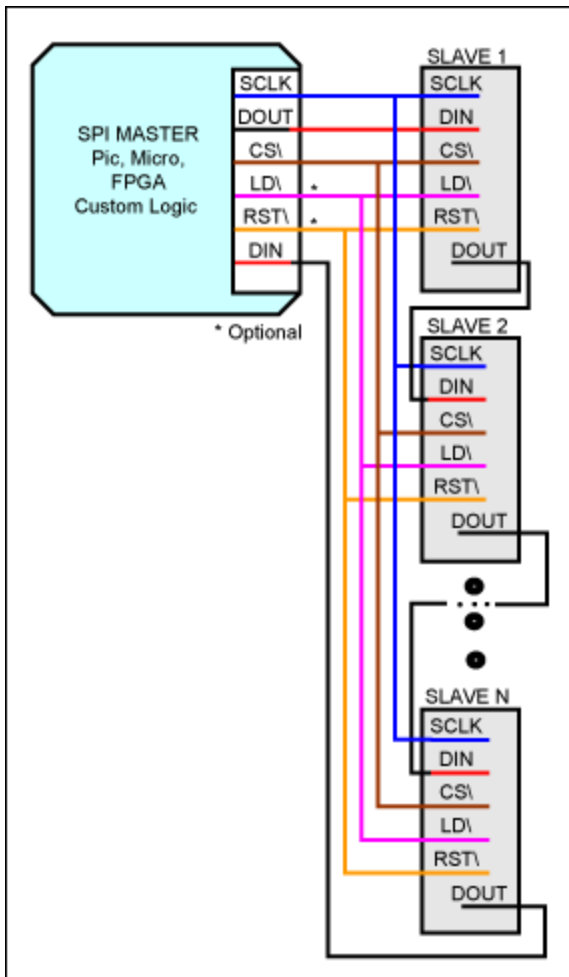 SPI MASTER
Pic, Micro,
FPGA
Custom Logic
SCLK
DOUT
CS\
LD\ *
RST\ *
DIN
* Optional
SLAVE 1
SCLK
DIN
CS\
LD\
RST\
DOUT
SLAVE 2
SCLK
DIN
CS\
LD\
RST\
DOUT
SLAVE N
SCLK
DIN
CS\
LD\
RST\
DOUT